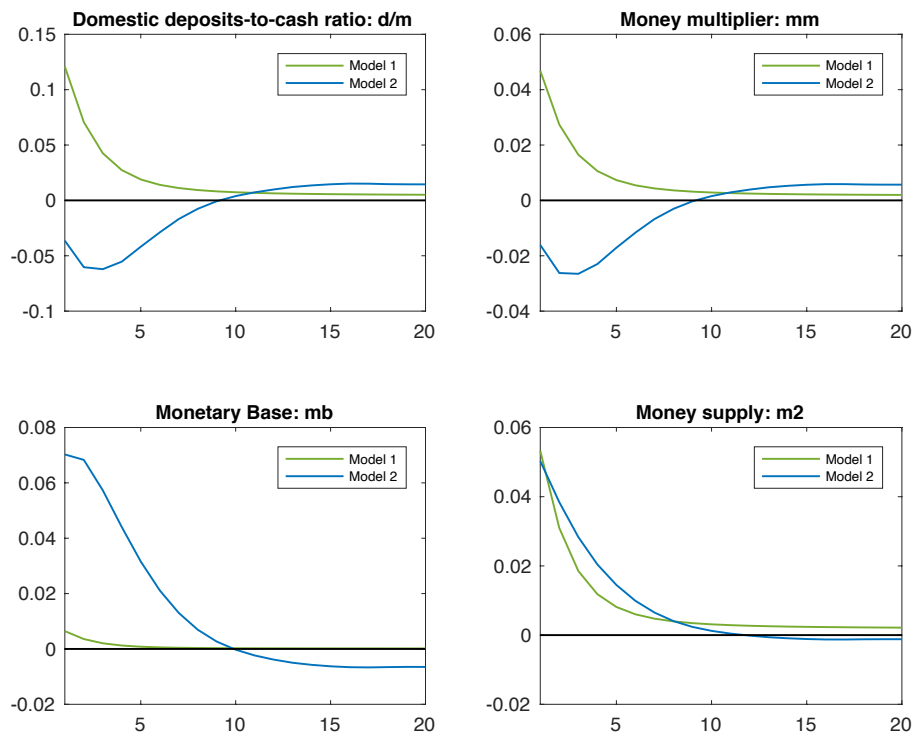 Domestic deposits-to-cash ratio: d/m
0.15
0.1
0.05
0
-0.05
-0.1
5 10 15 20
Model 1
Model 2
Money multiplier: mm
0.06
0.04
0.02
0
-0.02
-0.04
5 10 15 20
Model 1
Model 2
Monetary Base: mb
0.08
0.06
0.04
0.02
0
-0.02
5 10 15 20
Model 1
Model 2
Money supply: m2
0.06
0.04
0.02
0
-0.02
5 10 15 20
Model 1
Model 2